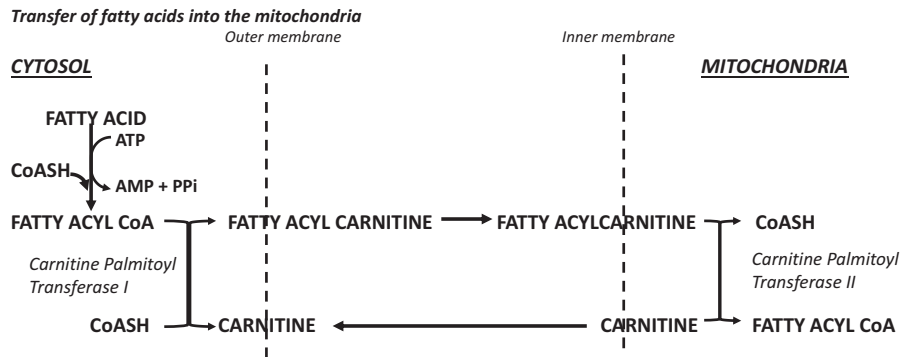 Transfer of fatty acids into the mitochondria
Outer membrane
Inner membrane
CYTOSOL
MITOCHONDRIA
FATTY ACID
ATP
CoASH
AMP + PPi
FATTY ACYL CoA
FATTY ACYL CARNITINE
FATTY ACYLCARNITINE
CoASH
Carnitine Palmitoyl
Transferase I
Carnitine Palmitoyl
Transferase II
CoASH
CARNITINE
CARNITINE
FATTY ACYL CoA